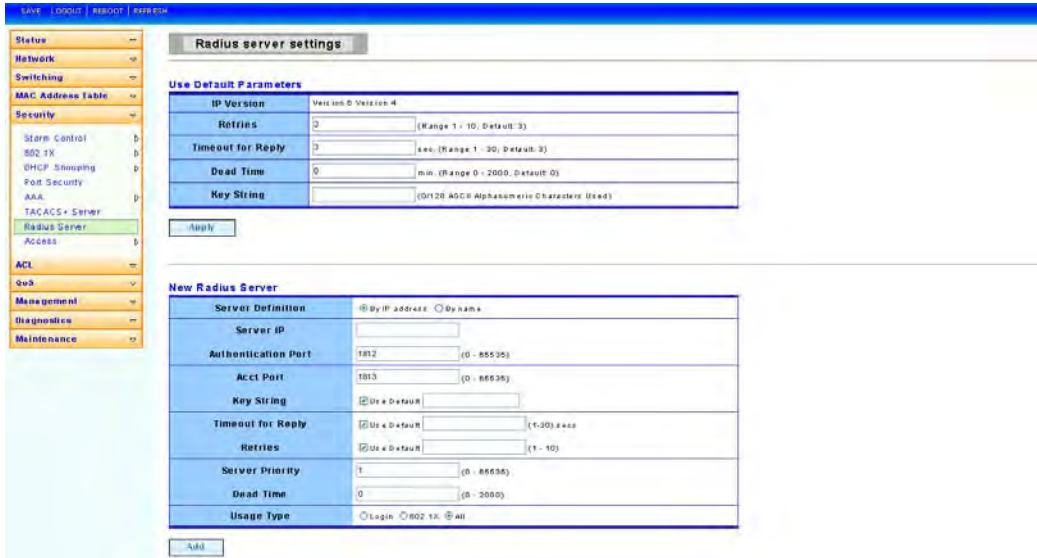 SAVE | LOGOUT | REBOOT | REFRESH
Status
Network
Switching
MAC Address Table
Security
Storm Control
802.1X
DHCP Snooping
Port Security
AAA
TACACS+ Server
Radius Server
Access
ACL
QoS
Management
Diagnostics
Maintenance
Radius server settings
Use Default Parameters
IP Version Version 6 Version 4
Retries 3 (Range 1 - 10, Default: 3)
Timeout for Reply 3 sec. (Range 1 - 30, Default: 3)
Dead Time 0 min. (Range 0 - 2000, Default: 0)
Key String (0/128 ASCII Alphanumeric Characters Used)
Apply
New Radius Server
Server Definition By IP address By name
Server IP
Authentication Port 1812 (0 - 65535)
Acct Port 1813 (0 - 65535)
Key String Use Default
Timeout for Reply Use Default (1-30) secs
Retries Use Default (1 - 10)
Server Priority 1 (0 - 65535)
Dead Time 0 (0 - 2000)
Usage Type Login 802.1X All
Add